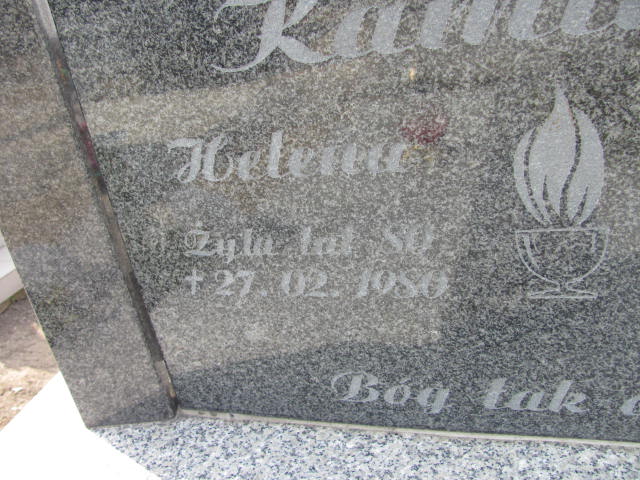 Helena
Żyła lat 80
+ 27. 02. 1980
Bóg tak